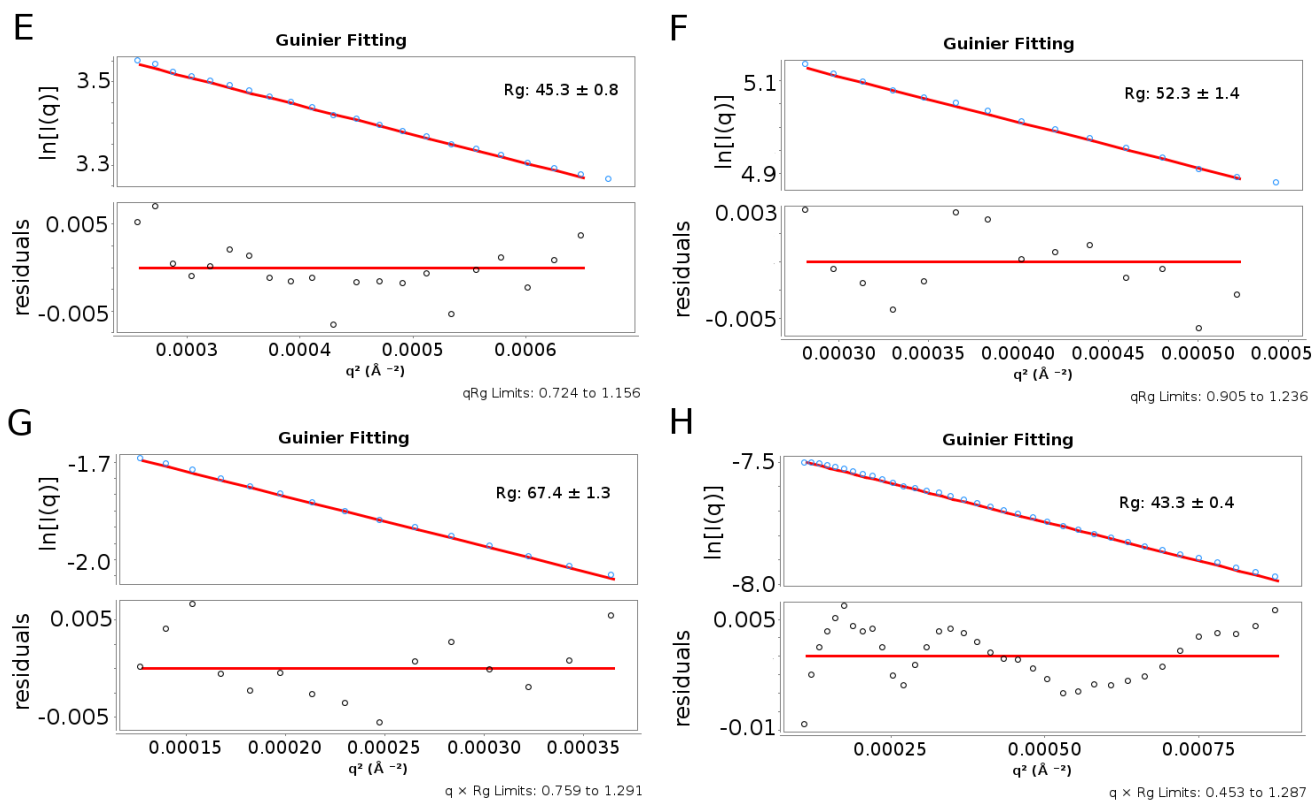 E
Guinier Fitting
ln[I(q)]
3.5
3.3
Rg: 45.3 ± 0.8
residuals
0.005
-0.005
0.0003 0.0004 0.0005 0.0006
q² (Å ⁻²)
qRg Limits: 0.724 to 1.156
F
Guinier Fitting
ln[I(q)]
5.1
4.9
Rg: 52.3 ± 1.4
residuals
0.003
-0.005
0.00030 0.00035 0.00040 0.00045 0.00050 0.0005
q² (Å ⁻²)
qRg Limits: 0.905 to 1.236
G
Guinier Fitting
ln[I(q)]
-1.7
-2.0
Rg: 67.4 ± 1.3
residuals
0.005
-0.005
0.00015 0.00020 0.00025 0.00030 0.00035
q² (Å ⁻²)
q × Rg Limits: 0.759 to 1.291
H
Guinier Fitting
ln[I(q)]
-7.5
-8.0
Rg: 43.3 ± 0.4
residuals
0.005
-0.01
0.00025 0.00050 0.00075
q² (Å ⁻²)
q × Rg Limits: 0.453 to 1.287